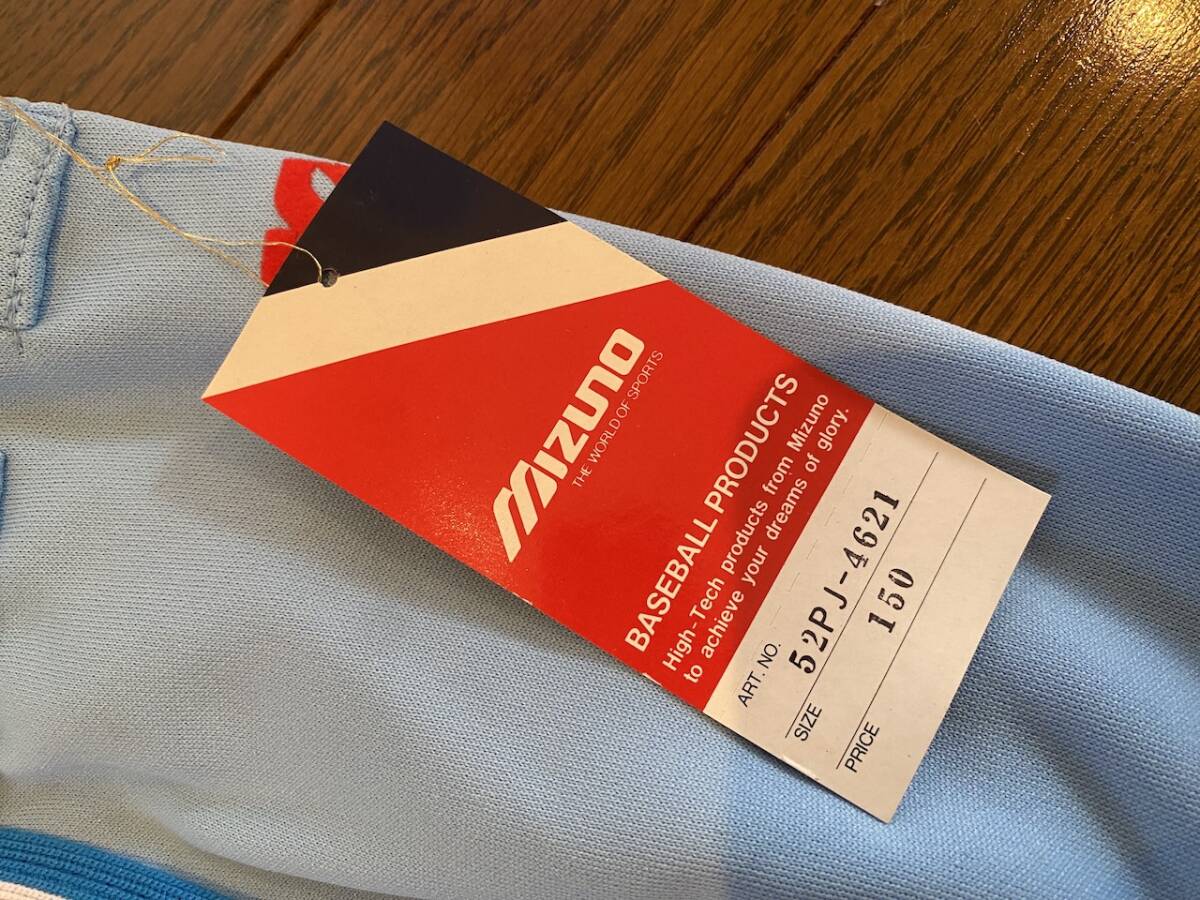 mizuno
THE WORLD OF SPORTS
BASEBALL PRODUCTS
High-Tech products from Mizuno
to achieve your dreams of glory.
ART. NO.
52PJ-4621
SIZE
150
PRICE